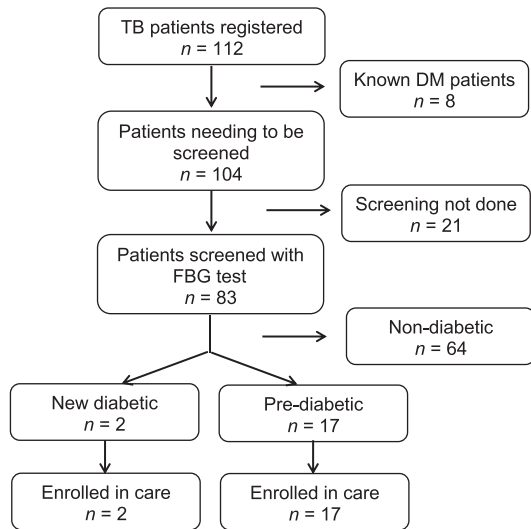 TB patients registered
n = 112
Known DM patients
n = 8
Patients needing to be
screened
n = 104
Screening not done
n = 21
Patients screened with
FBG test
n = 83
Non-diabetic
n = 64
New diabetic
n = 2
Pre-diabetic
n = 17
Enrolled in care
n = 2
Enrolled in care
n = 17